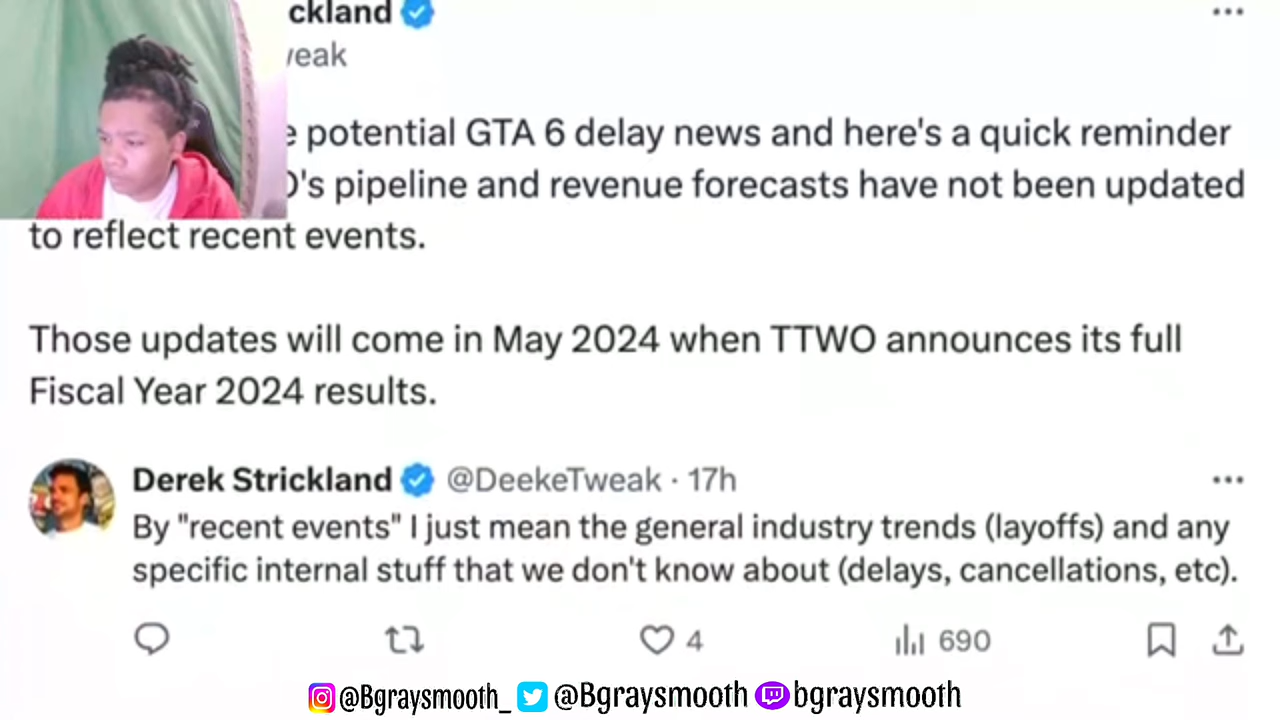 ckland
eak
potential GTA 6 delay news and here's a quick reminder
's pipeline and revenue forecasts have not been updated
to reflect recent events.
Those updates will come in May 2024 when TTWO announces its full
Fiscal Year 2024 results.
Derek Strickland @DeekeTweak · 17h
By "recent events" I just mean the general industry trends (layoffs) and any
specific internal stuff that we don't know about (delays, cancellations, etc).
4 690
@Bgraysmooth_ @Bgraysmooth bgraysmooth